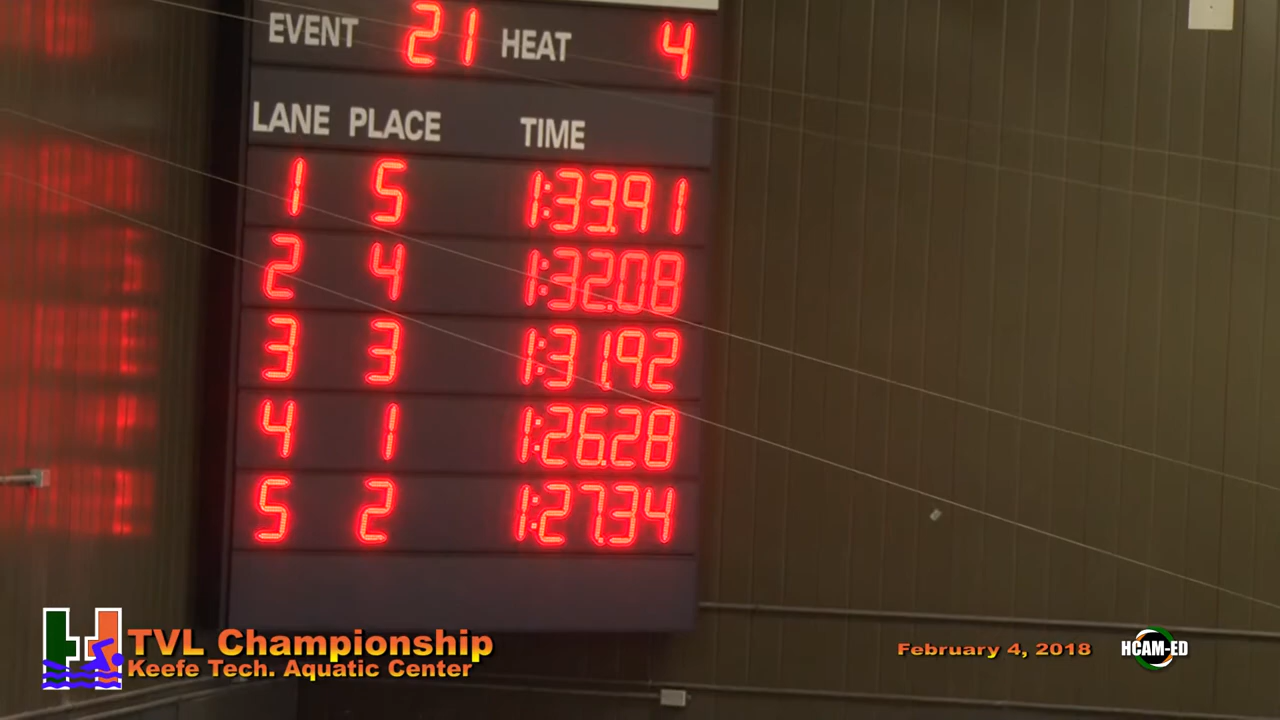 EVENT 21 HEAT 4
LANE PLACE TIME
1 5 1:33.91
2 4 1:32.08
3 3 1:31.92
4 1 1:26.28
5 2 1:27.34
H
TVL Championship
Keefe Tech. Aquatic Center
February 4, 2018
HCAM-ED